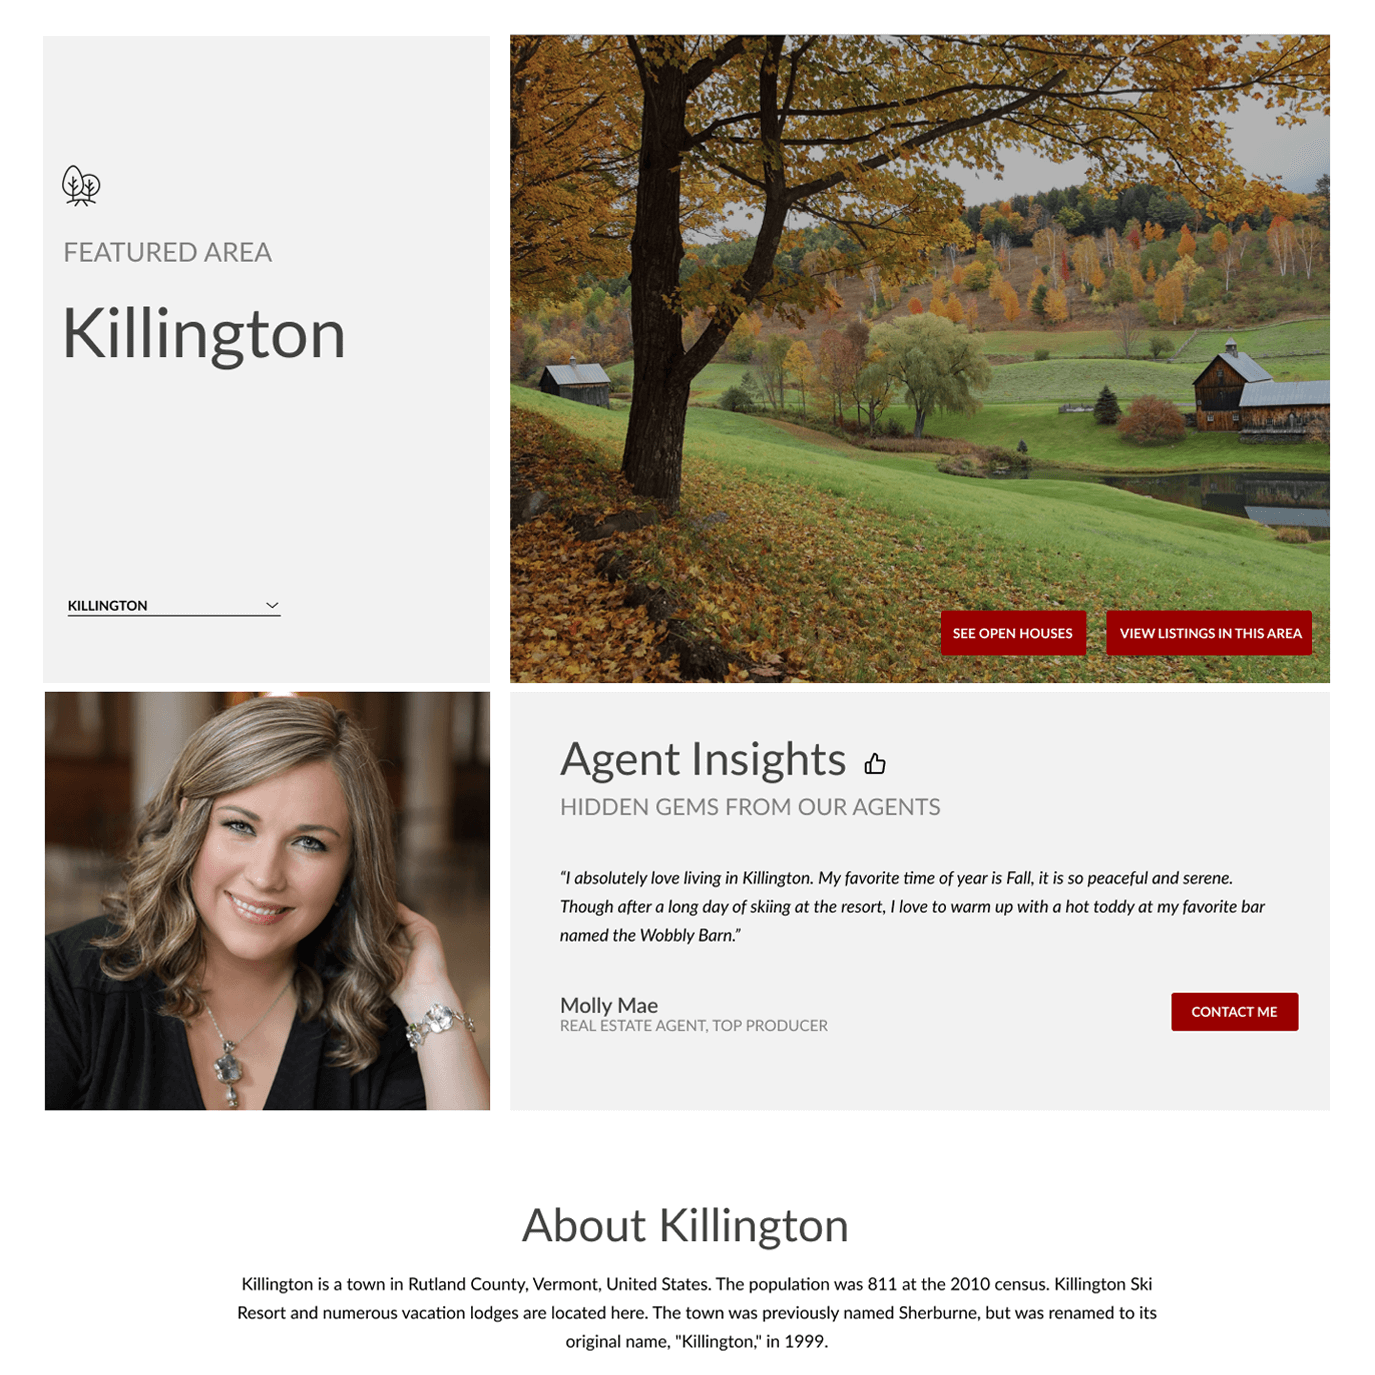 FEATURED AREA
Killington
KILLINGTON
SEE OPEN HOUSES
VIEW LISTINGS IN THIS AREA
Agent Insights
HIDDEN GEMS FROM OUR AGENTS
“I absolutely love living in Killington. My favorite time of year is Fall, it is so peaceful and serene.
Though after a long day of skiing at the resort, I love to warm up with a hot toddy at my favorite bar
named the Wobbly Barn.”
Molly Mae
REAL ESTATE AGENT, TOP PRODUCER
CONTACT ME
About Killington
Killington is a town in Rutland County, Vermont, United States. The population was 811 at the 2010 census. Killington Ski
Resort and numerous vacation lodges are located here. The town was previously named Sherburne, but was renamed to its
original name, "Killington," in 1999.